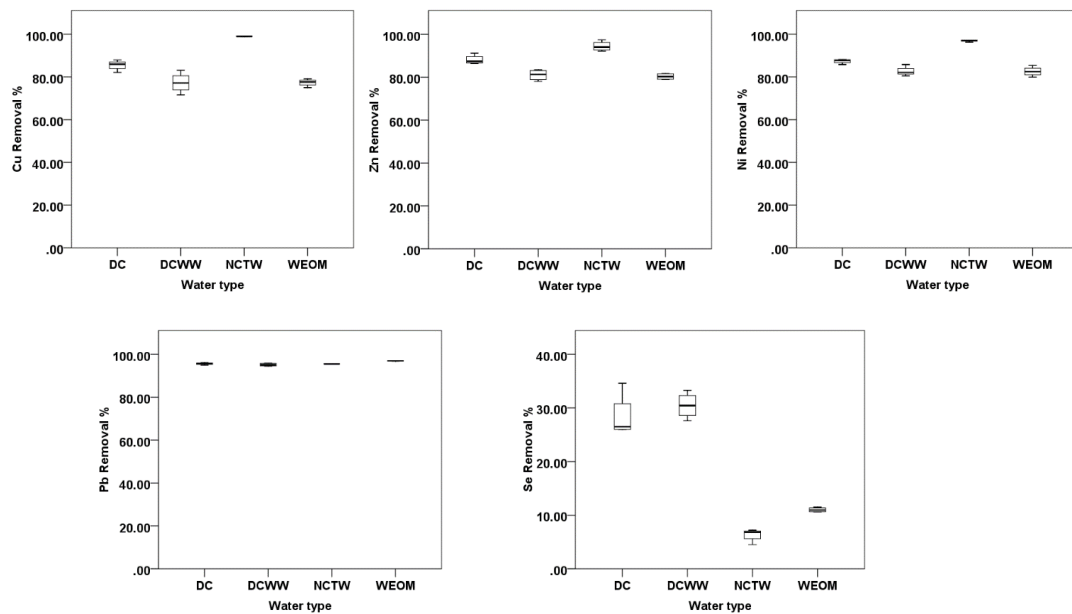 Cu Removal %
100.00
80.00
60.00
40.00
20.00
.00
DC DCWW NCTW WEOM
Water type
Zn Removal %
100.00
80.00
60.00
40.00
20.00
.00
DC DCWW NCTW WEOM
Water type
Ni Removal %
100.00
80.00
60.00
40.00
20.00
.00
DC DCWW NCTW WEOM
Water type
Pb Removal %
100.00
80.00
60.00
40.00
20.00
.00
DC DCWW NCTW WEOM
Water type
Se Removal %
40.00
30.00
20.00
10.00
.00
DC DCWW NCTW WEOM
Water type